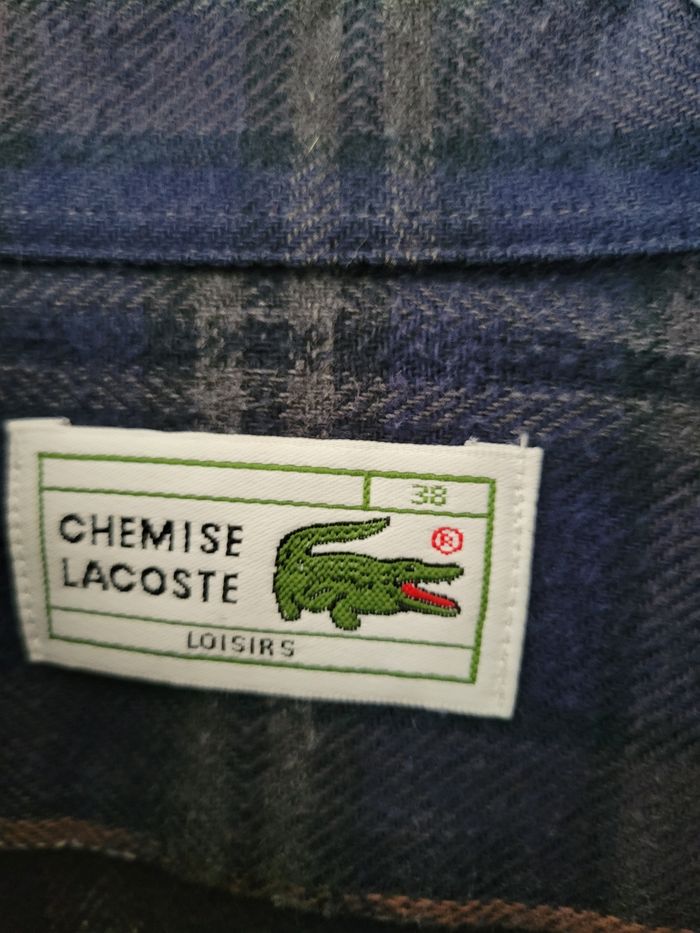 38
CHEMISE
LACOSTE
®
LOISIRS